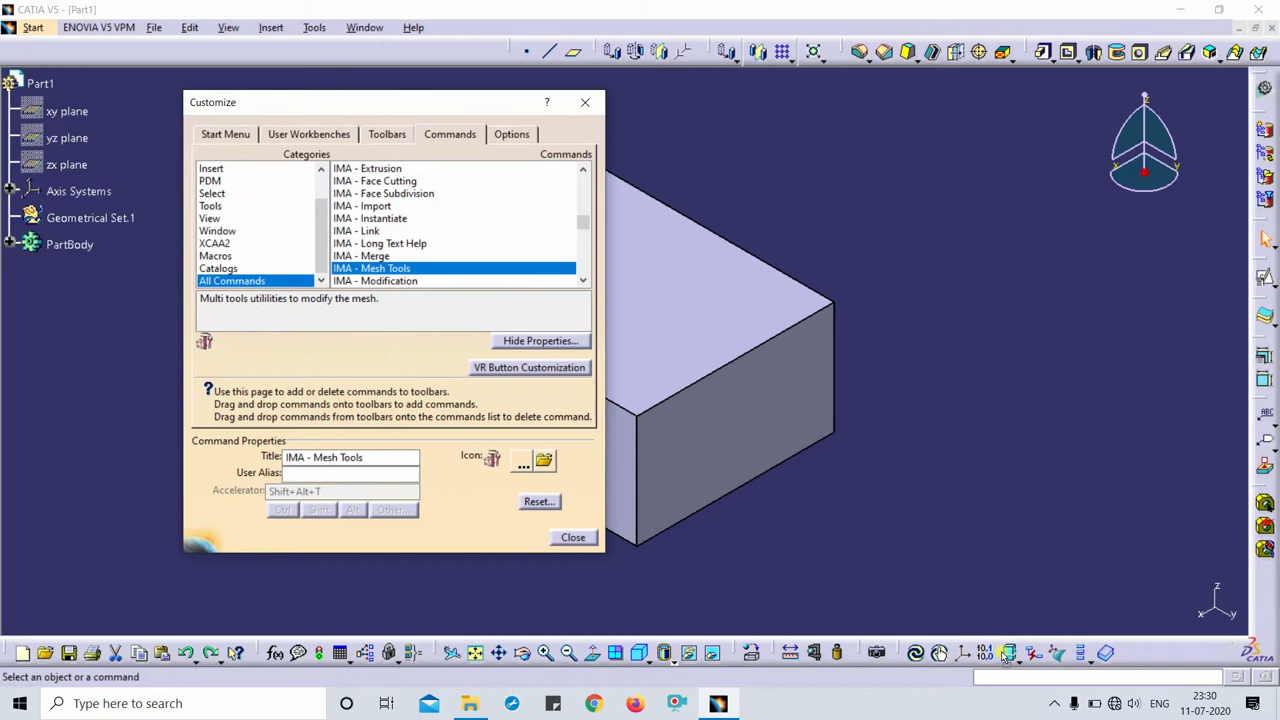 CATIA V5 - [Part1]
Start ENOVIA V5 VPM File Edit View Insert Tools Window Help
Part1
xy plane
yz plane
zx plane
Axis Systems
Geometrical Set.1
PartBody
Customize ? ×
Start Menu User Workbenches Toolbars Commands Options
Categories Commands
Insert
PDM
Select
Tools
View
Window
XCAA2
Macros
Catalogs
All Commands
IMA - Extrusion
IMA - Face Cutting
IMA - Face Subdivision
IMA - Import
IMA - Instantiate
IMA - Link
IMA - Long Text Help
IMA - Merge
IMA - Mesh Tools
IMA - Modification
Multi tools utililities to modify the mesh.
Hide Properties...
VR Button Customization
? Use this page to add or delete commands to toolbars.
Drag and drop commands onto toolbars to add commands.
Drag and drop commands from toolbars onto the commands list to delete command.
Command Properties
Title: IMA - Mesh Tools Icon: ...
User Alias:
Accelerator: Shift+Alt+T
Ctrl Shift Alt Other... Reset...
Close
z
x y
f(x) 10.0
CATIA
Select an object or a command
Type here to search
ENG
23:30
11-07-2020